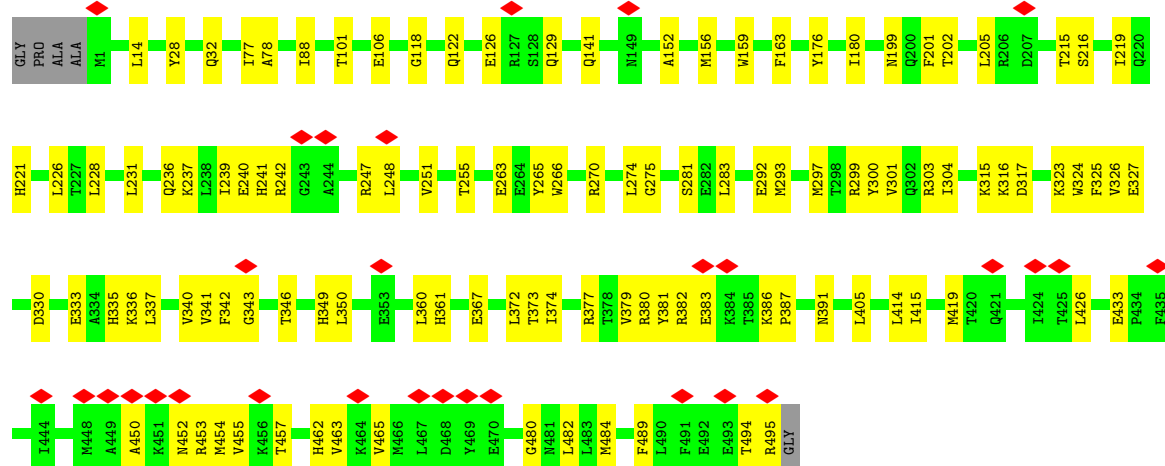 GLY PRO ALA ALA M1 L14 Y28 Q32 I77 A78 I88 T101 E106 G118 Q122 E126 R127 S128 Q129 Q141 N149 A152 M156 W159 F163 Y176 I180 N199 Q200 F201 T202 L205 R206 D207 T215 S216 I219 Q220
H221 L226 T227 L228 L231 Q236 K237 L238 I239 E240 H241 R242 G243 A244 R247 L248 V251 T255 E263 E264 Y265 W266 R270 L274 G275 S281 E282 L283 E292 M293 M297 T298 R299 Y300 V301 Q302 R303 I304 K315 K316 D317 K323 W324 F325 V326 E327
D330 E333 A334 H335 K336 L337 V340 V341 F342 G343 T346 H349 L350 E353 L360 H361 E367 L372 T373 I374 R377 T378 V379 R380 Y381 R382 E383 K384 T385 K386 P387 N391 L405 L414 I415 M419 T420 Q421 I424 T425 L426 E433 P434 F435
I444 M448 A449 A450 K451 N452 R453 M454 V455 K456 T457 H462 V463 K464 V465 M466 L467 D468 Y469 E470 G480 N481 L482 L483 M484 F489 L490 F491 E492 E493 T494 R495 GLY